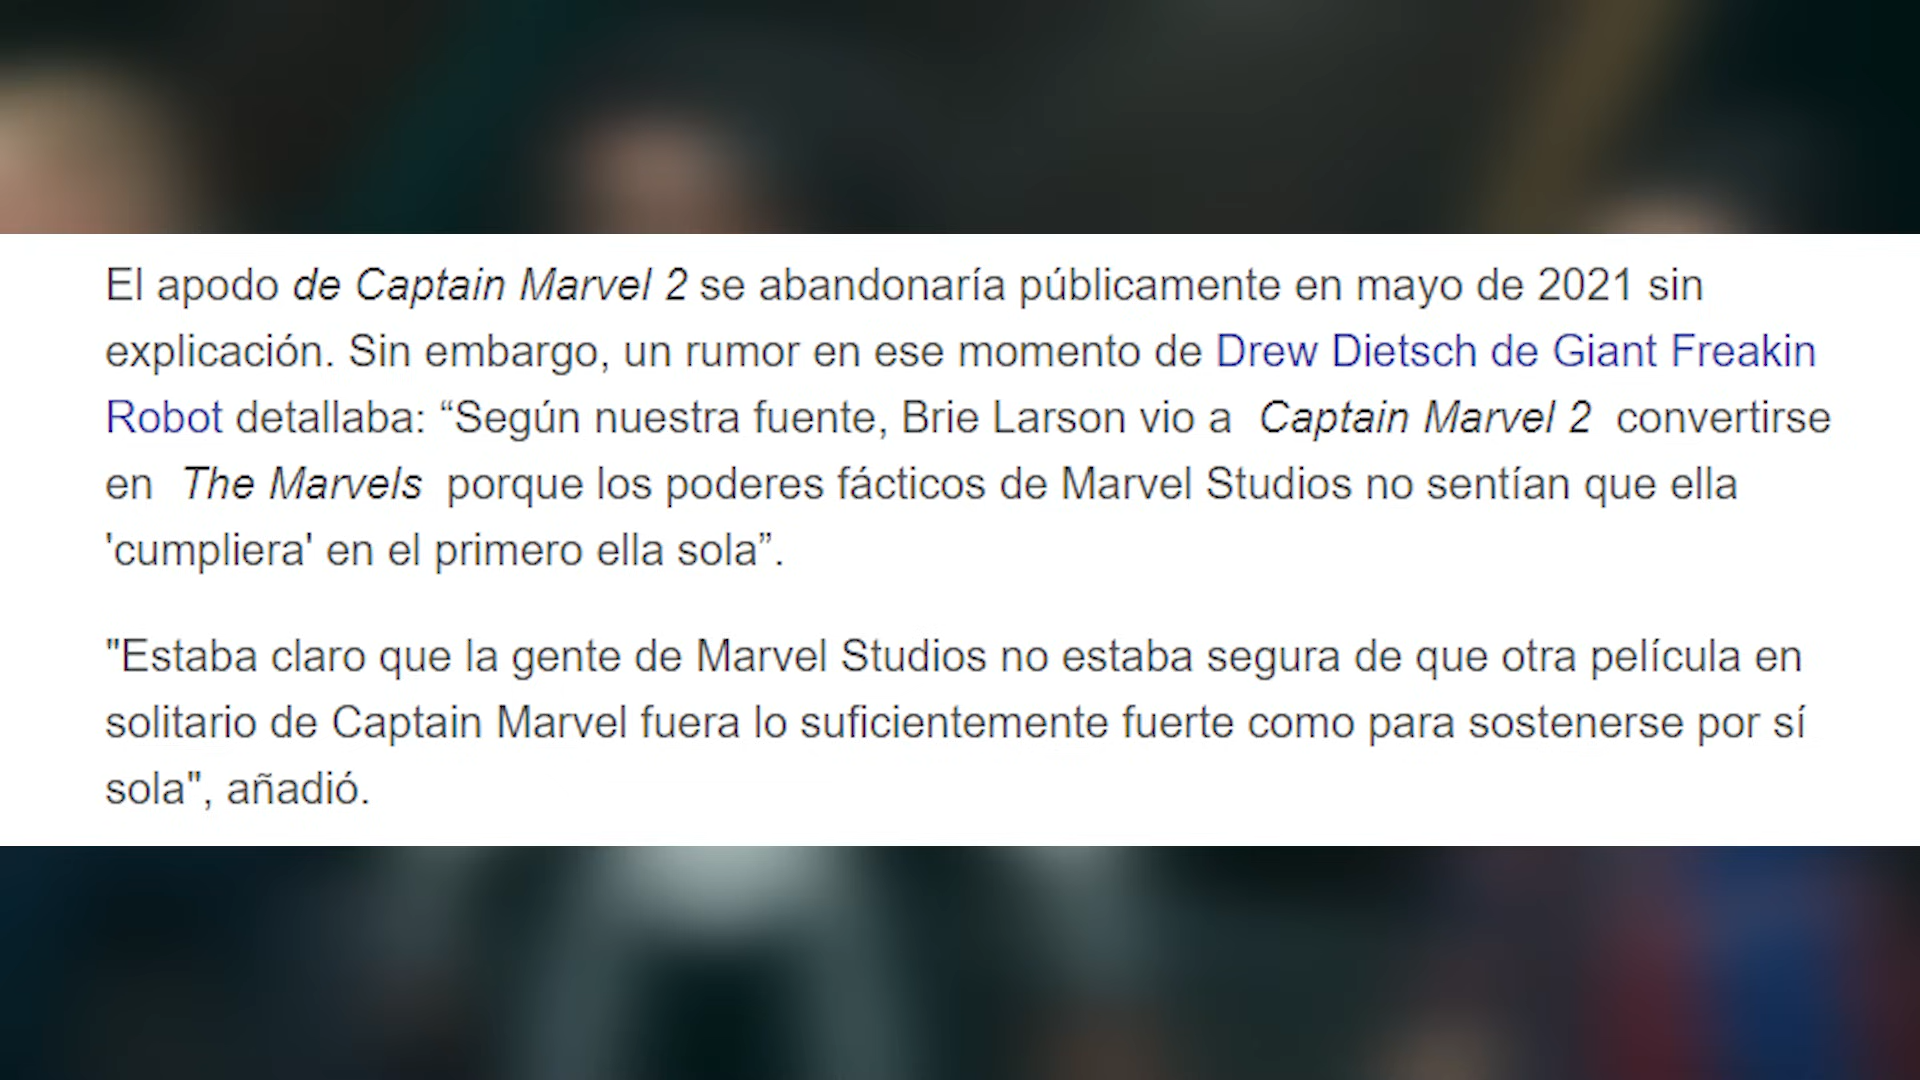 El apodo de Captain Marvel 2 se abandonaría públicamente en mayo de 2021 sin
explicación. Sin embargo, un rumor en ese momento de Drew Dietsch de Giant Freakin
Robot detallaba: “Según nuestra fuente, Brie Larson vio a Captain Marvel 2 convertirse
en The Marvels porque los poderes fácticos de Marvel Studios no sentían que ella
'cumpliera' en el primero ella sola”.
"Estaba claro que la gente de Marvel Studios no estaba segura de que otra película en
solitario de Captain Marvel fuera lo suficientemente fuerte como para sostenerse por sí
sola", añadió.